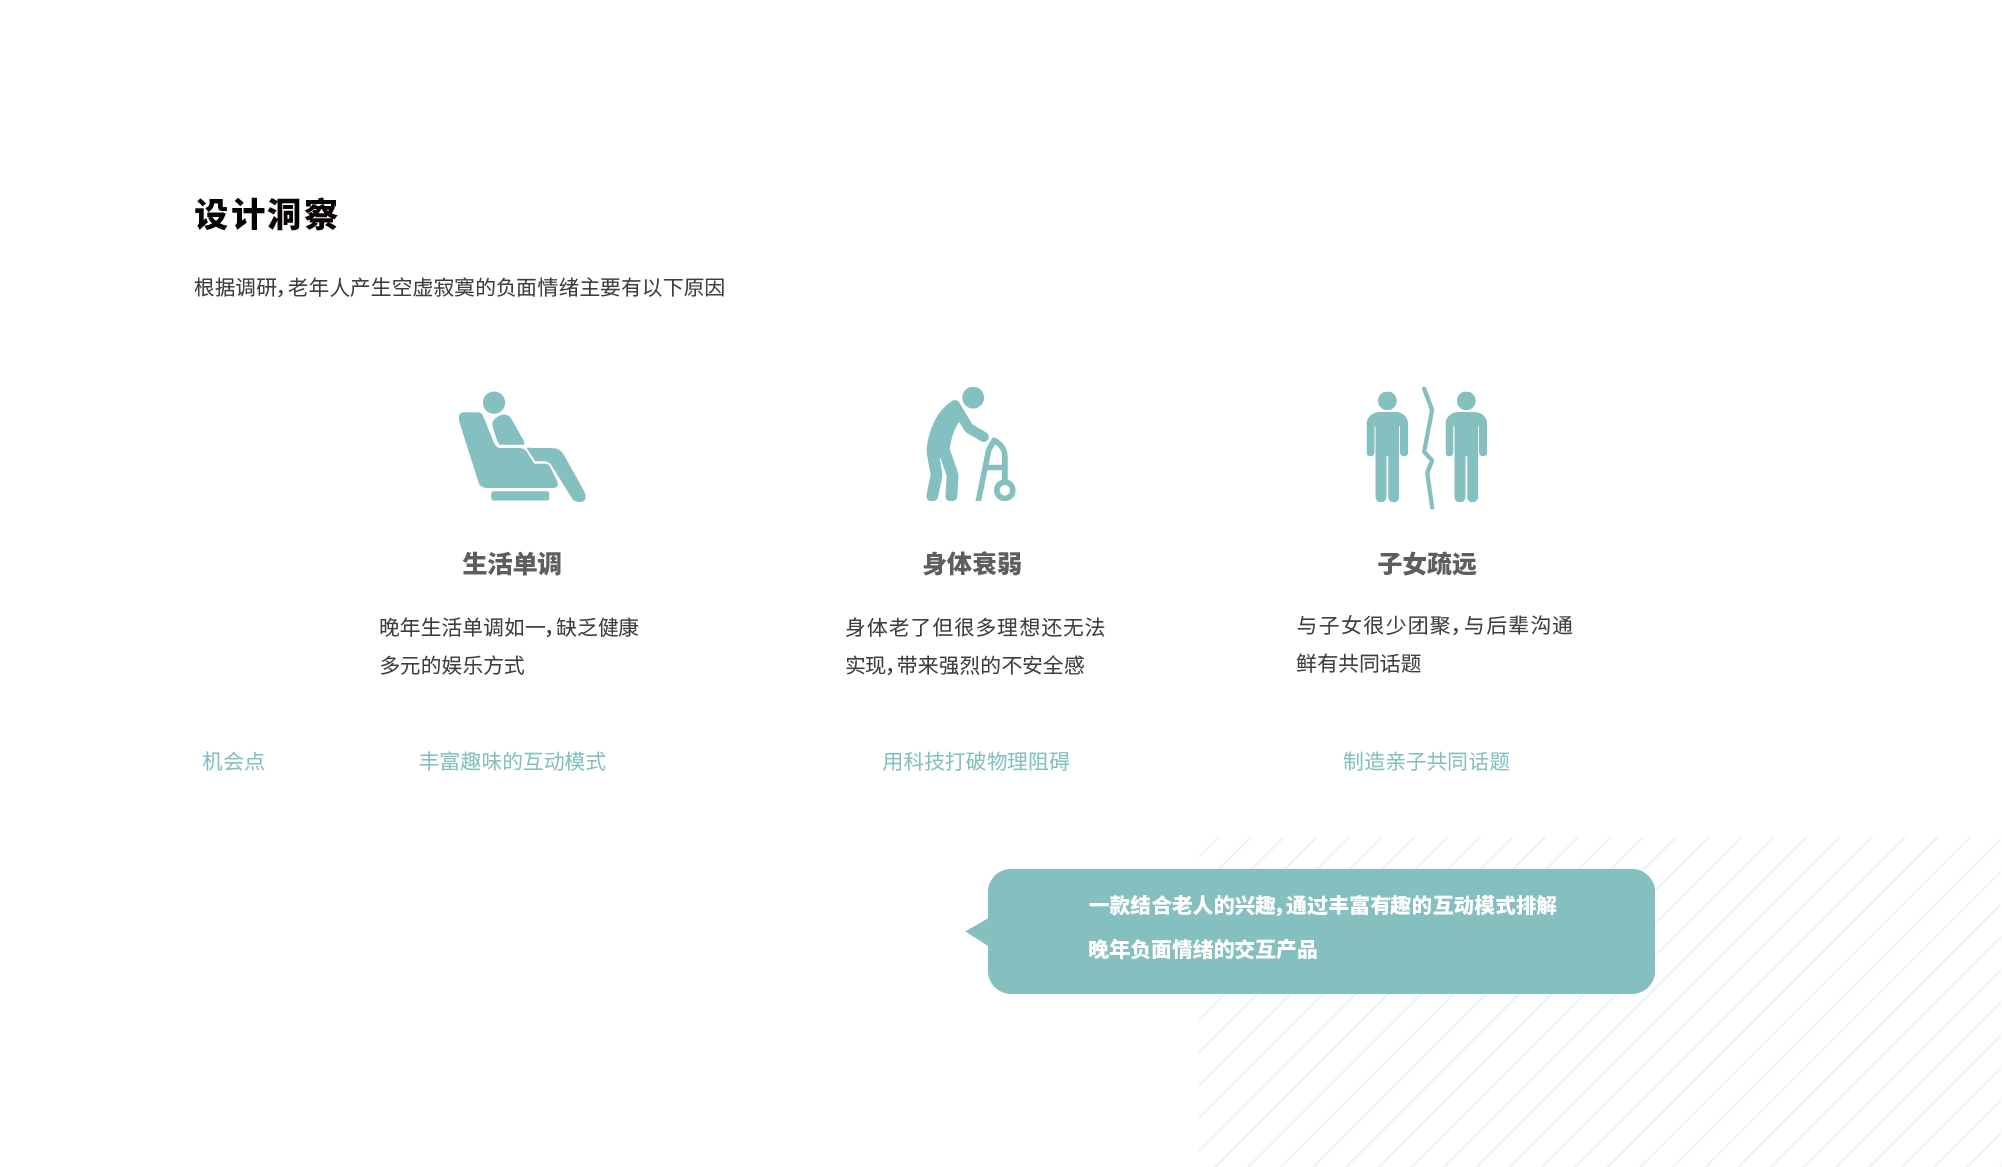 设计洞察
根据调研，老年人产生空虚寂寞的负面情绪主要有以下原因
生活单调
晚年生活单调如一，缺乏健康
多元的娱乐方式
身体衰弱
身体老了但很多理想还无法
实现，带来强烈的不安全感
子女疏远
与子女很少团聚，与后辈沟通
鲜有共同话题
机会点
丰富趣味的互动模式
用科技打破物理阻碍
制造亲子共同话题
一款结合老人的兴趣，通过丰富有趣的互动模式排解
晚年负面情绪的交互产品